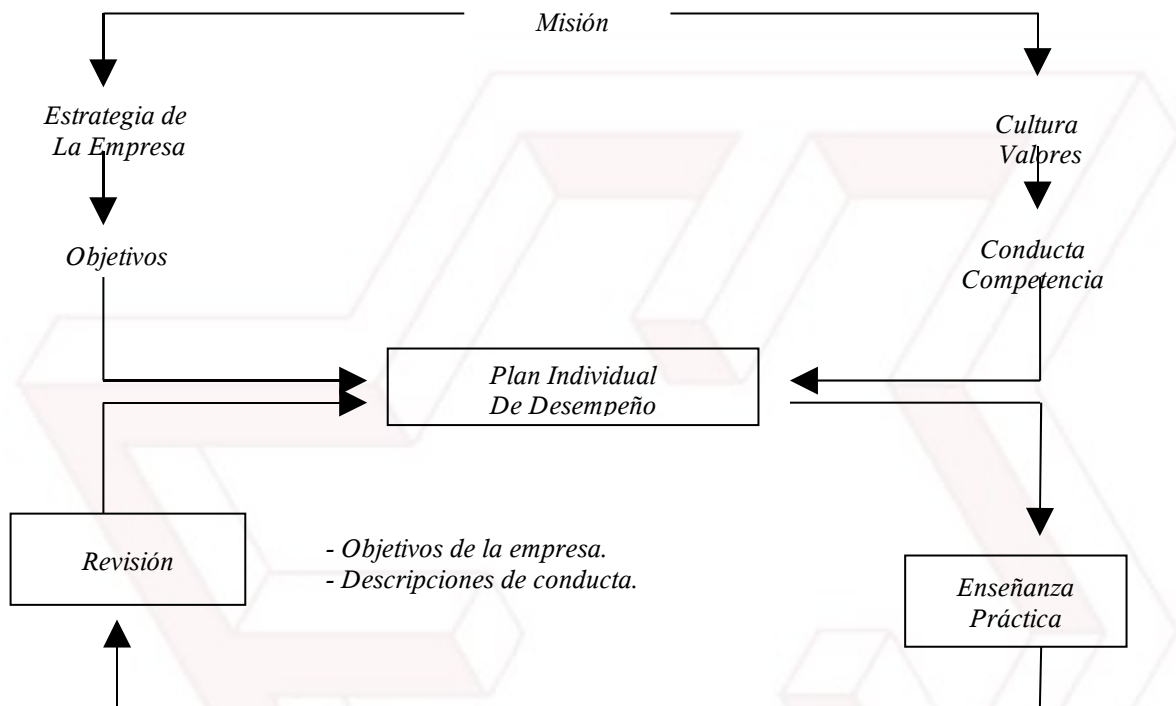 Misión
Estrategia de
La Empresa
Cultura
Valores
Objetivos
Conducta
Competencia
Plan Individual
De Desempeño
Revisión
- Objetivos de la empresa.
- Descripciones de conducta.
Enseñanza
Práctica